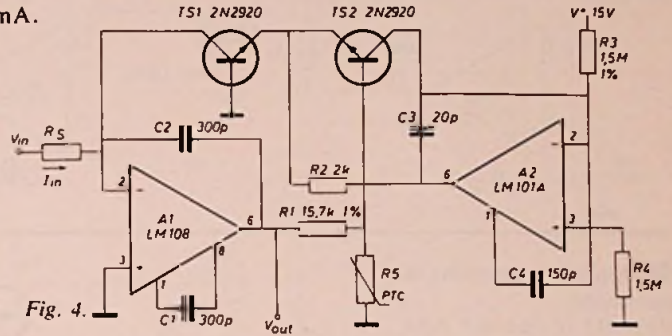 mA.
TS1 2N2920
TS2 2N2920
V⁺ 15V
R3
1,5M
1%
C2
300p
C3
20p
Vin
RS
Iin
R2 2k
R1 15,7k 1%
2
A1
LM108
6
3
8
1
C1
300p
Vout
R5
PTC
6
A2
LM101A
2
3
1
C4
150p
R4
1,5M
Fig. 4.